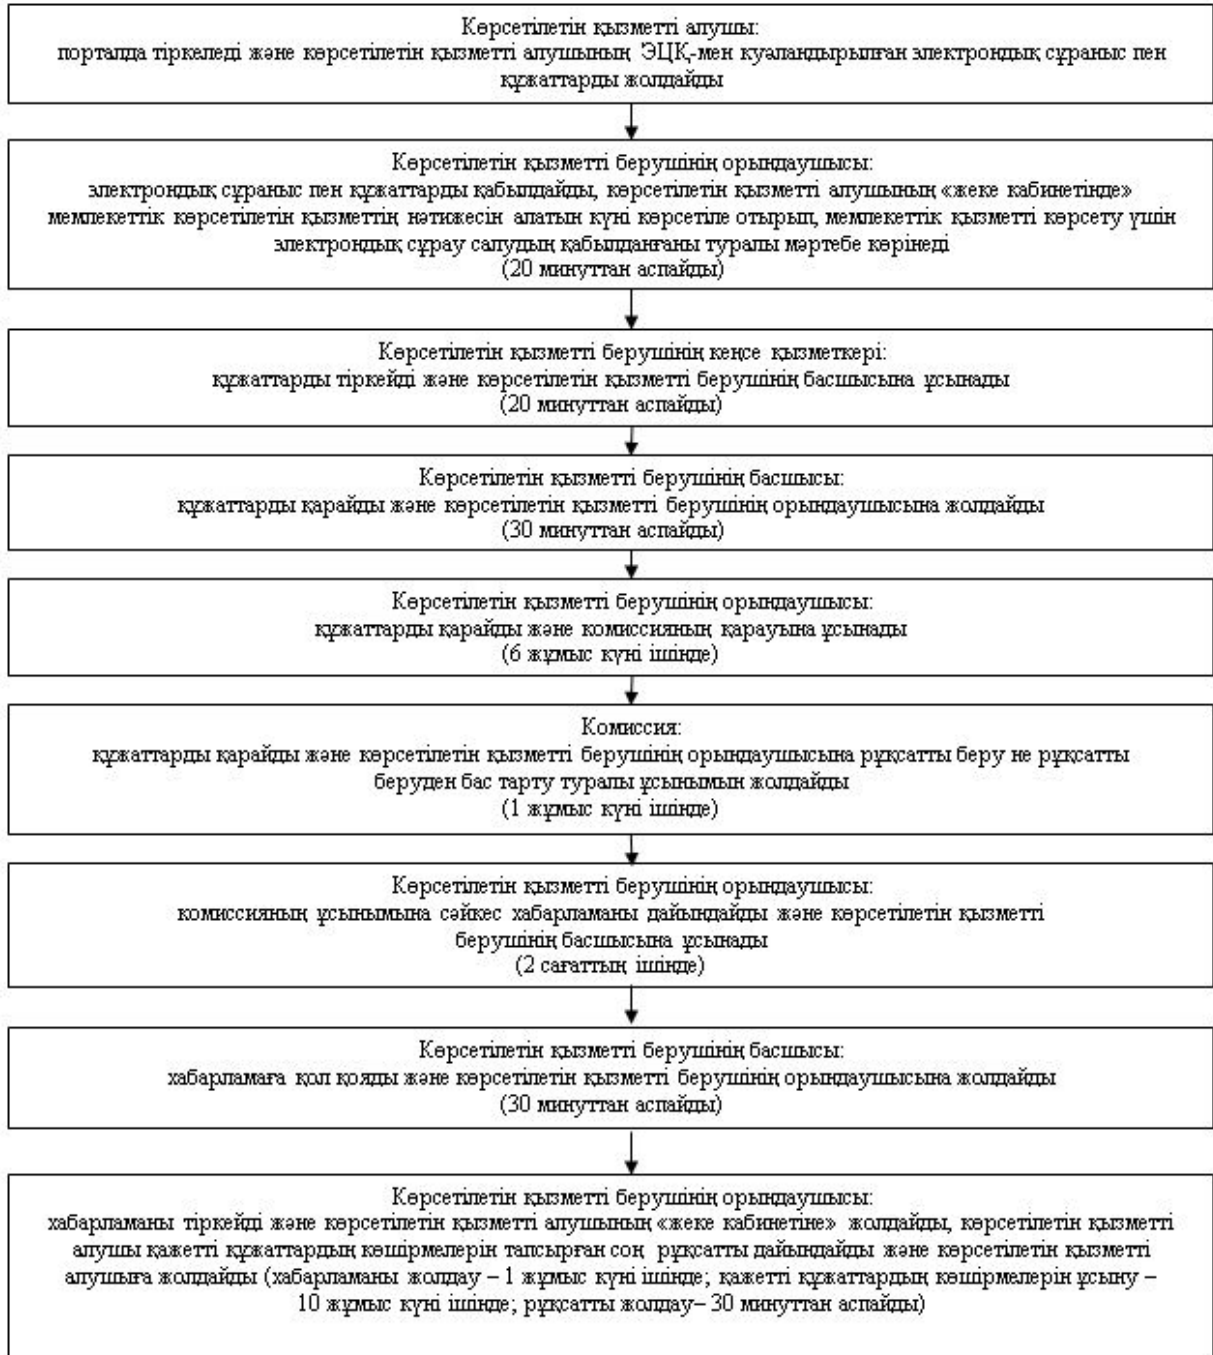 Көрсетілетін қызметті алушы:
порталда тіркеледі және көрсетілетін қызметті алушының ЭЦҚ-мен куәландырылған электрондық сұраныс пен
құжаттарды жолдайды
Көрсетілетін қызметті берушінің орындаушысы:
электрондық сұраныс пен құжаттарды қабылдайды, көрсетілетін қызметті алушының «жеке кабинетінде»
мемлекеттік көрсетілетін қызметтің нәтижесін алатын күні көрсетіле отырып, мемлекеттік қызметті көрсету үшін
электрондық сұрау салудың қабылданғаны туралы мәртебе көрінеді
(20 минуттан аспайды)
Көрсетілетін қызметті берушінің кеңсе қызметкері:
құжаттарды тіркейді және көрсетілетін қызметті берушінің басшысына ұсынады
(20 минуттан аспайды)
Көрсетілетін қызметті берушінің басшысы:
құжаттарды қарайды және көрсетілетін қызметті берушінің орындаушысына жолдайды
(30 минуттан аспайды)
Көрсетілетін қызметті берушінің орындаушысы:
құжаттарды қарайды және комиссияның қарауына ұсынады
(6 жұмыс күні ішінде)
Комиссия:
құжаттарды қарайды және көрсетілетін қызметті берушінің орындаушысына рұқсатты беру не рұқсатты
беруден бас тарту туралы ұсынымын жолдайды
(1 жұмыс күні ішінде)
Көрсетілетін қызметті берушінің орындаушысы:
комиссияның ұсынымына сәйкес хабарламаны дайындайды және көрсетілетін қызметті
берушінің басшысына ұсынады
(2 сағаттың ішінде)
Көрсетілетін қызметті берушінің басшысы:
хабарламаға қол қояды және көрсетілетін қызметті берушінің орындаушысына жолдайды
(30 минуттан аспайды)
Көрсетілетін қызметті берушінің орындаушысы:
хабарламаны тіркейді және көрсетілетін қызметті алушының «жеке кабинетіне» жолдайды, көрсетілетін қызметті
алушы қажетті құжаттардың көшірмелерін тапсырған соң рұқсатты дайындайды және көрсетілетін қызметті
алушыға жолдайды (хабарламаны жолдау – 1 жұмыс күні ішінде; қажетті құжаттардың көшірмелерін ұсыну –
10 жұмыс күні ішінде; рұқсатты жолдау– 30 минуттан аспайды)